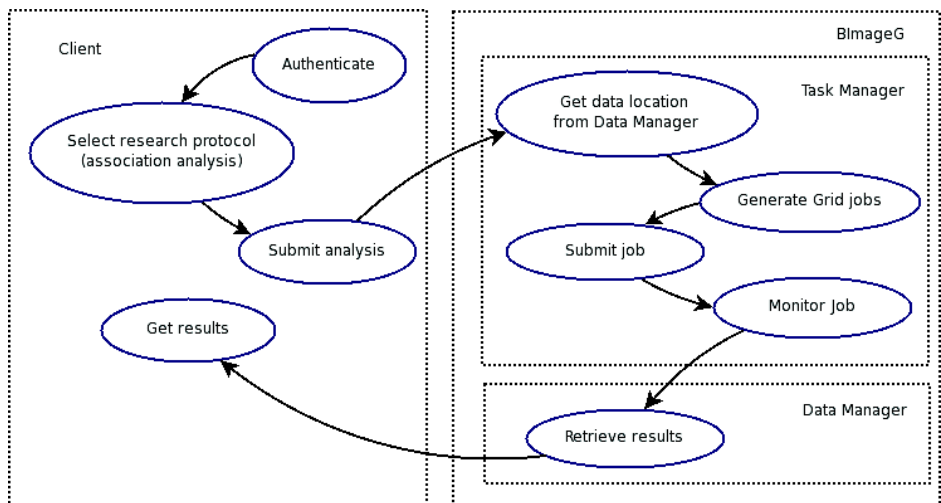 Client
Authenticate
Select research protocol
(association analysis)
Submit analysis
Get results
BImageG
Task Manager
Get data location
from Data Manager
Generate Grid jobs
Submit job
Monitor Job
Data Manager
Retrieve results